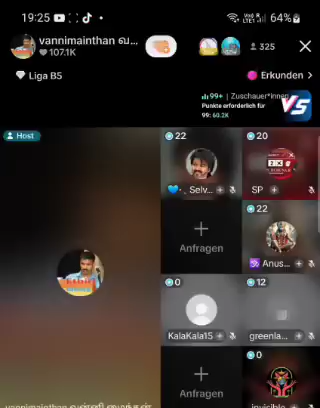 19:25
64%
vannimainthan வ...
107.1K
325
Liga B5
Erkunden >
99+ | Zuschauer*innen
Punkte erforderlich für
99: 60.2K
VS
Host
22
Selv...
20
SP
Anfragen
22
Anus...
0
KalaKala15
12
greenla...
Anfragen
0